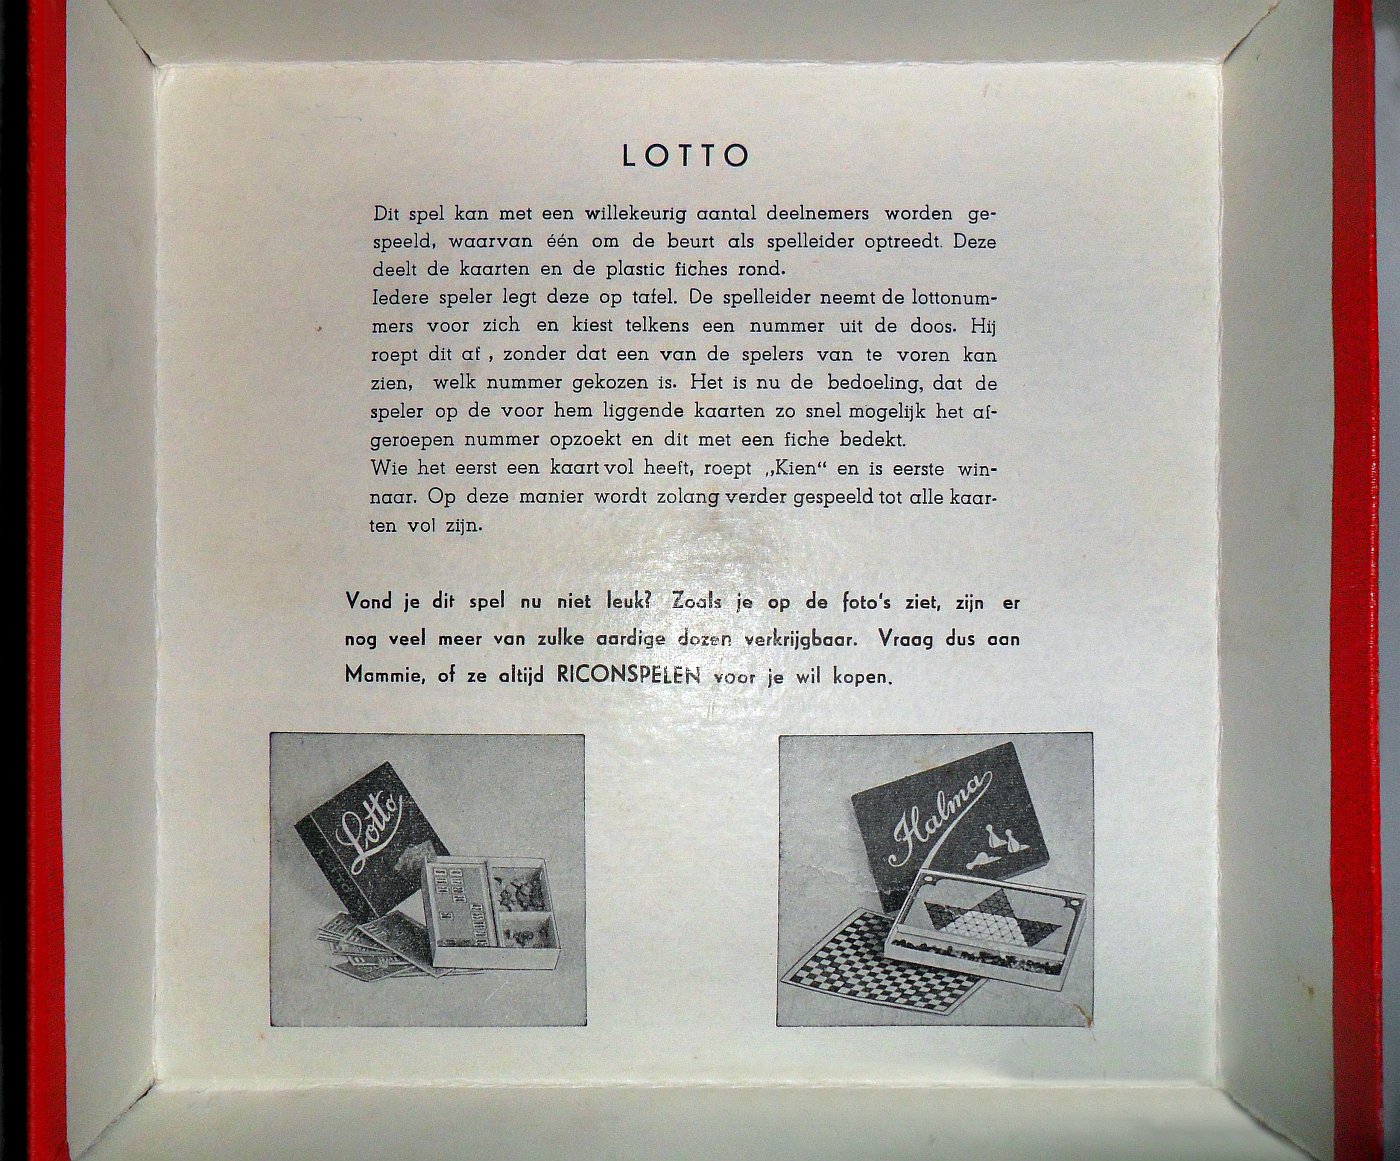 LOTTO
Dit spel kan met een willekeurig aantal deelnemers worden ge-
speeld, waarvan één om de beurt als spelleider optreedt. Deze
deelt de kaarten en de plastic fiches rond.
Iedere speler legt deze op tafel. De spelleider neemt de lottonum-
mers voor zich en kiest telkens een nummer uit de doos. Hij
roept dit af , zonder dat een van de spelers van te voren kan
zien, welk nummer gekozen is. Het is nu de bedoeling, dat de
speler op de voor hem liggende kaarten zo snel mogelijk het af-
geroepen nummer opzoekt en dit met een fiche bedekt.
Wie het eerst een kaart vol heeft, roept „Kien“ en is eerste win-
naar. Op deze manier wordt zolang verder gespeeld tot alle kaar-
ten vol zijn.
Vond je dit spel nu niet leuk? Zoals je op de foto's ziet, zijn er
nog veel meer van zulke aardige dozen verkrijgbaar. Vraag dus aan
Mammie, of ze altijd RICONSPELEN voor je wil kopen.
Lotto
Halma